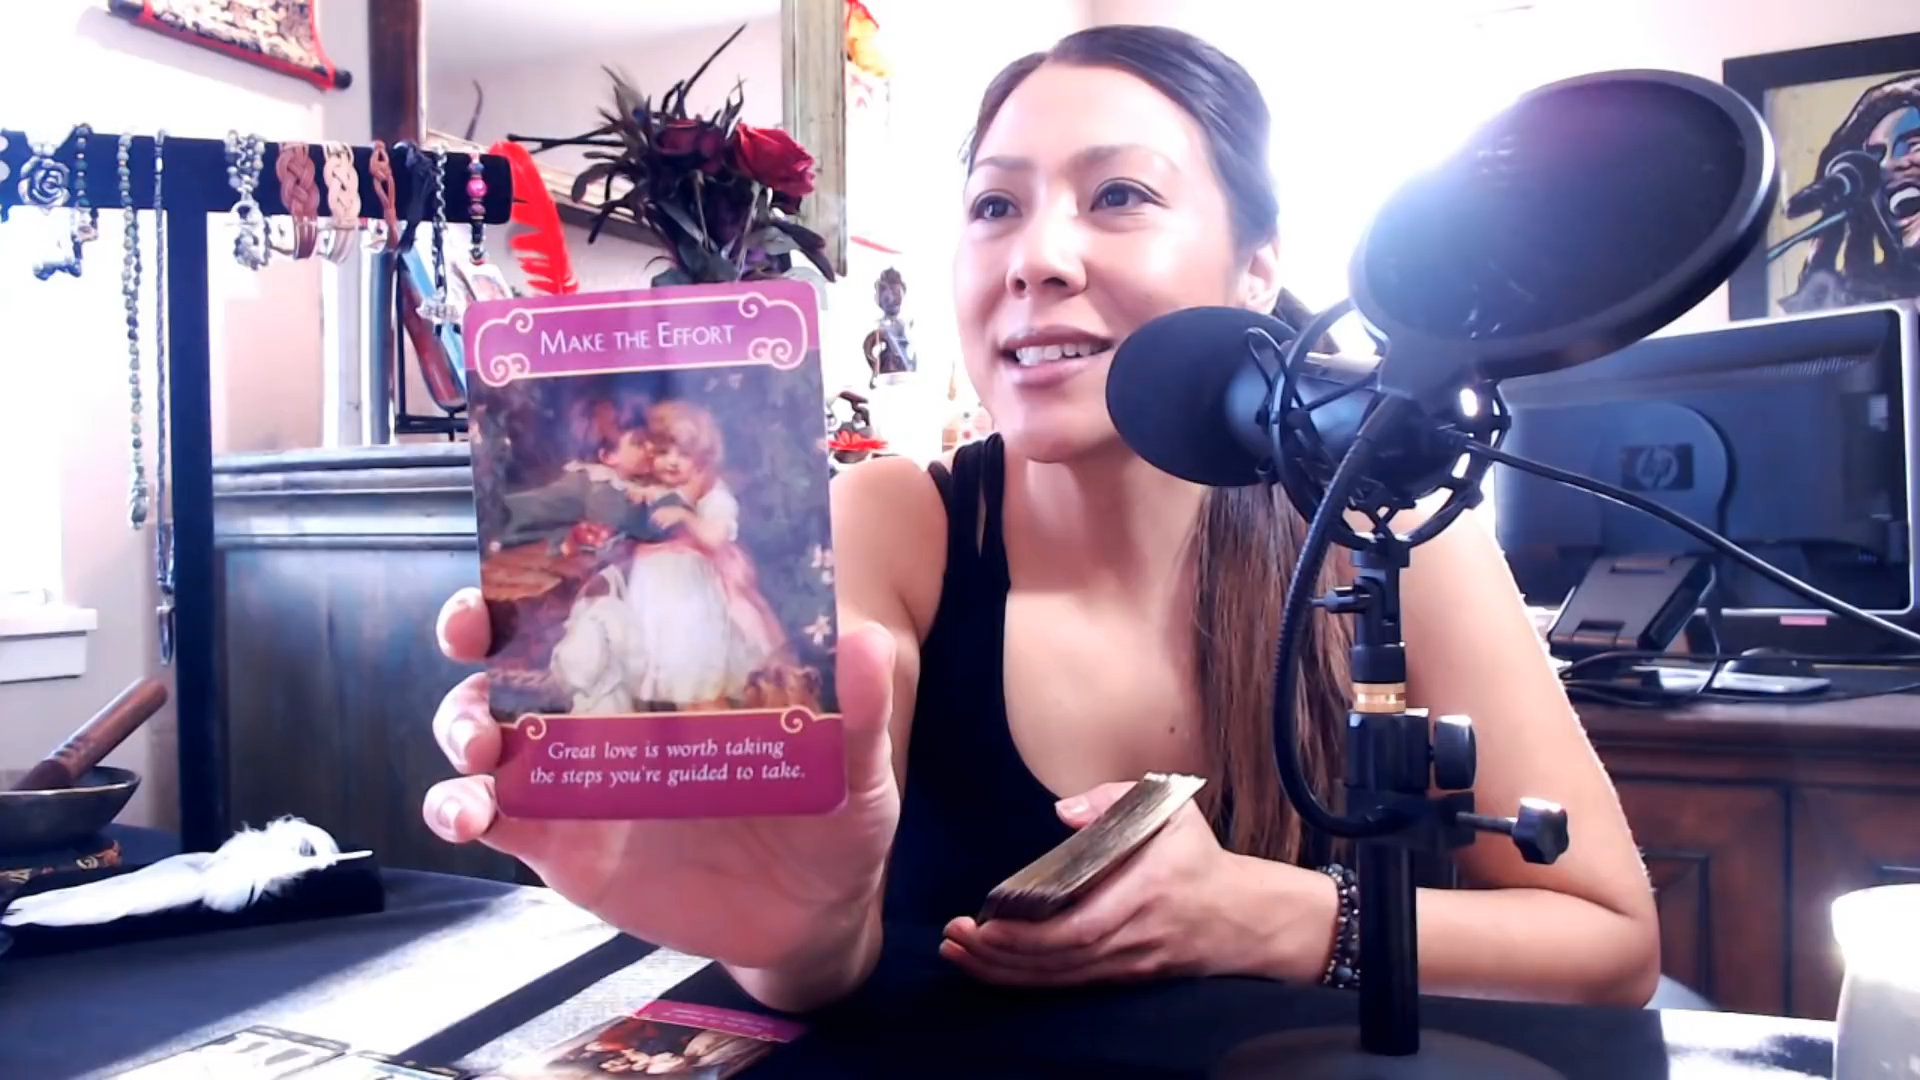 MAKE THE EFFORT
Great love is worth taking
the steps you're guided to take.
hp